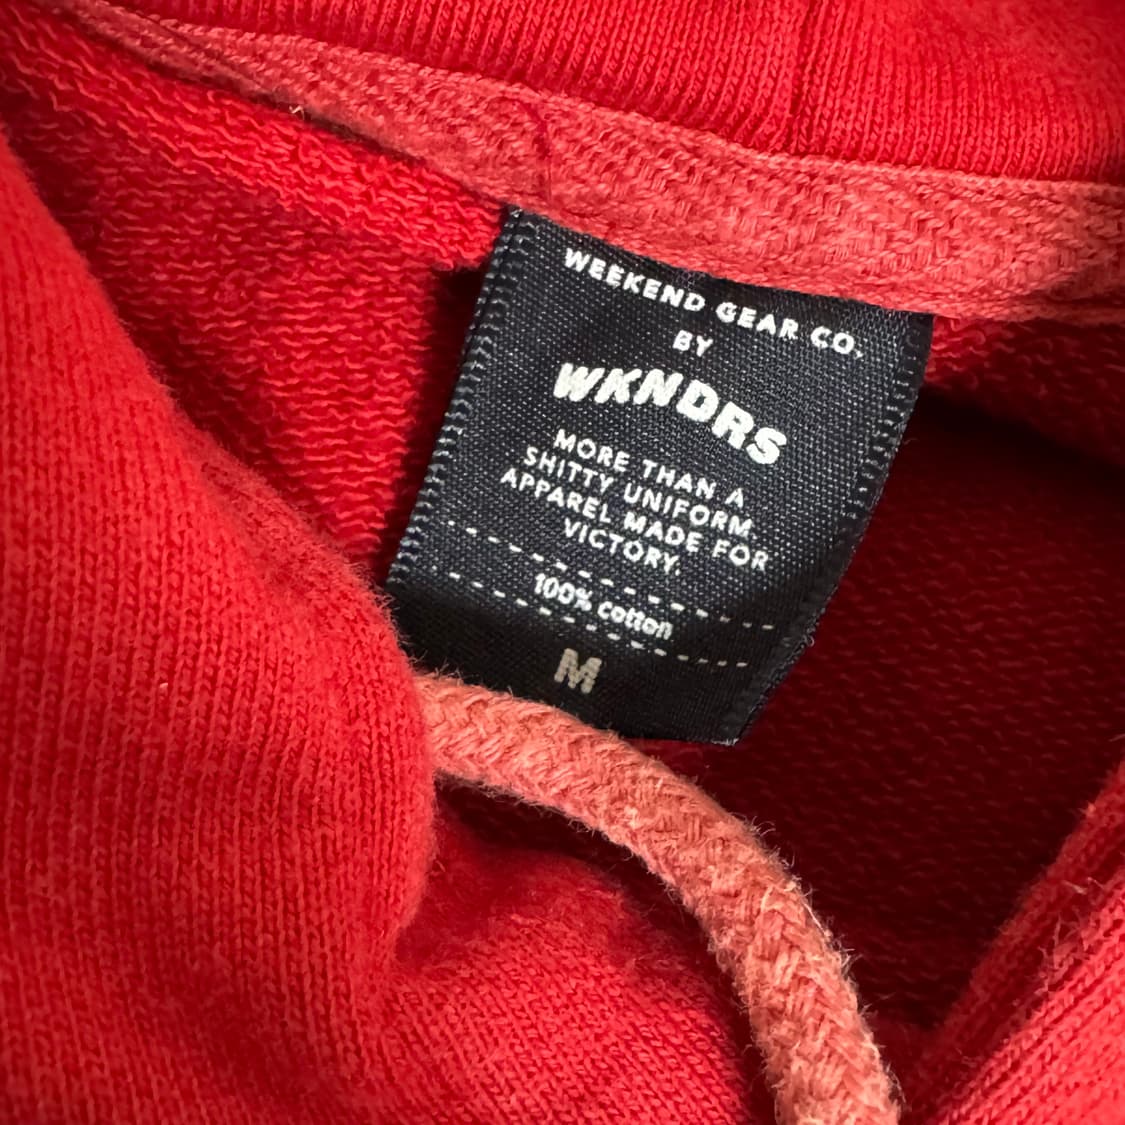 WEEKEND GEAR CO.
BY
WKNDRS
MORE THAN A
SHITTY UNIFORM.
APPAREL MADE FOR
VICTORY.
100% cotton
M